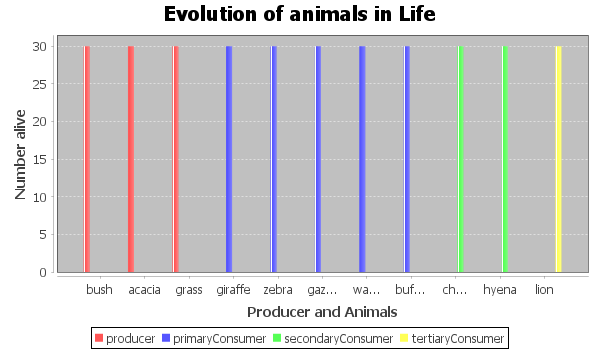 Evolution of animals in Life
Number alive
30
25
20
15
10
5
0
bush acacia grass giraffe zebra gaz... wa... buf... ch... hyena lion
Producer and Animals
producer primaryConsumer secondaryConsumer tertiaryConsumer